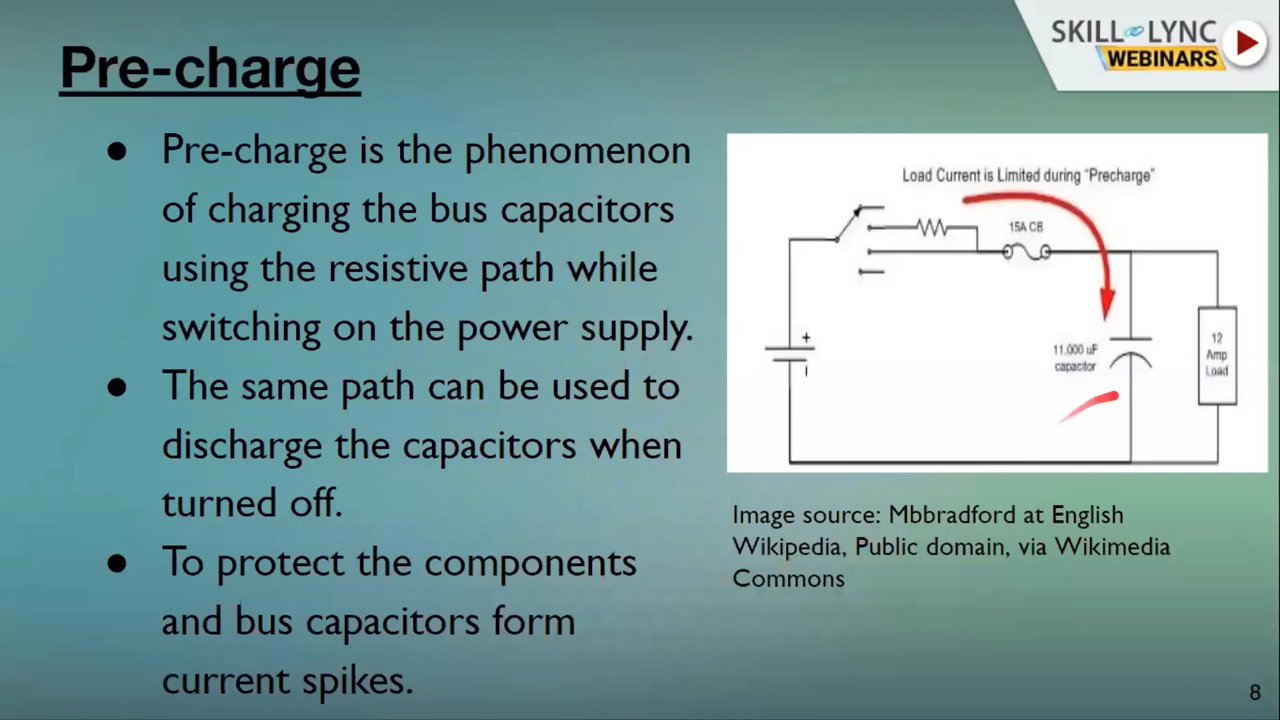 SKILL LYNC
WEBINARS
Pre-charge
● Pre-charge is the phenomenon
of charging the bus capacitors
using the resistive path while
switching on the power supply.
● The same path can be used to
discharge the capacitors when
turned off.
● To protect the components
and bus capacitors form
current spikes.
Load Current is Limited during "Precharge"
15A CB
+
11,000 uF
capacitor
12
Amp
Load
Image source: Mbbradford at English
Wikipedia, Public domain, via Wikimedia
Commons
8